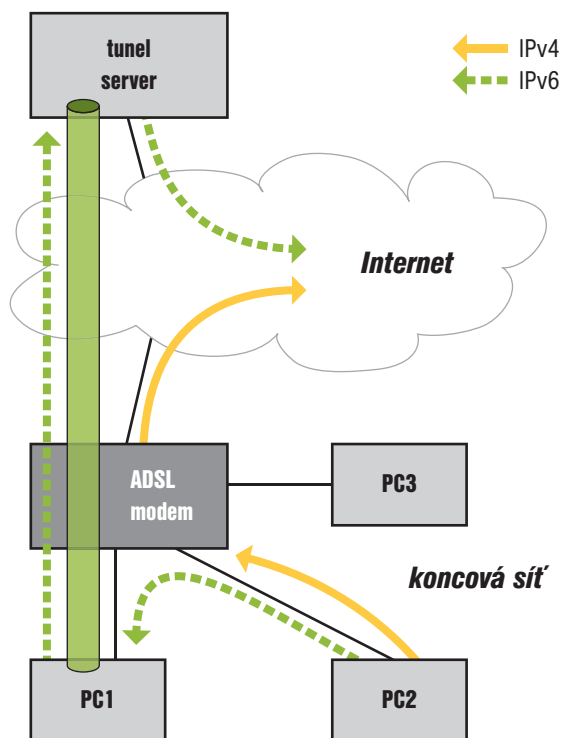 tunel
server
IPv4
IPv6
Internet
ADSL
modem
PC3
koncová síť
PC1
PC2